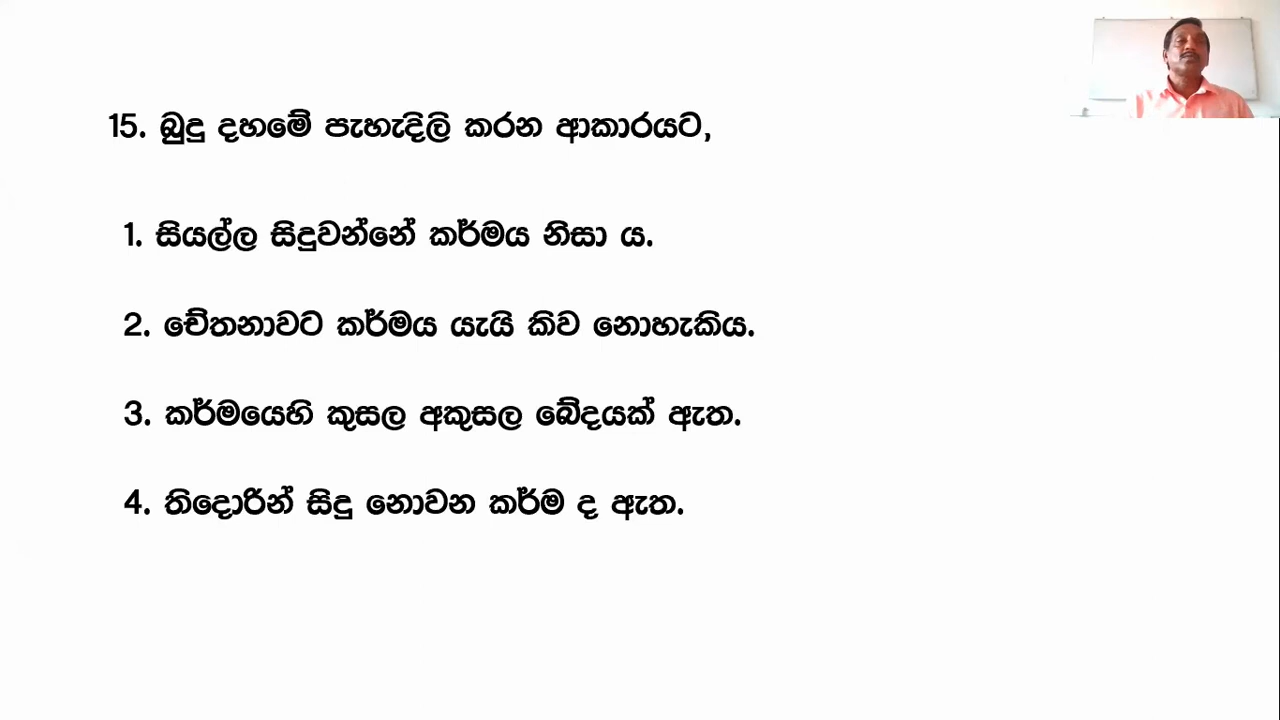 15. බුදු දහමේ පැහැදිලි කරන ආකාරයට,
1. සියල්ල සිදුවන්නේ කර්මය නිසා ය.
2. චේතනාවට කර්මය යැයි කිව නොහැකිය.
3. කර්මයෙහි කුසල අකුසල බේදයක් ඇත.
4. තිදොරින් සිදු නොවන කර්ම ද ඇත.